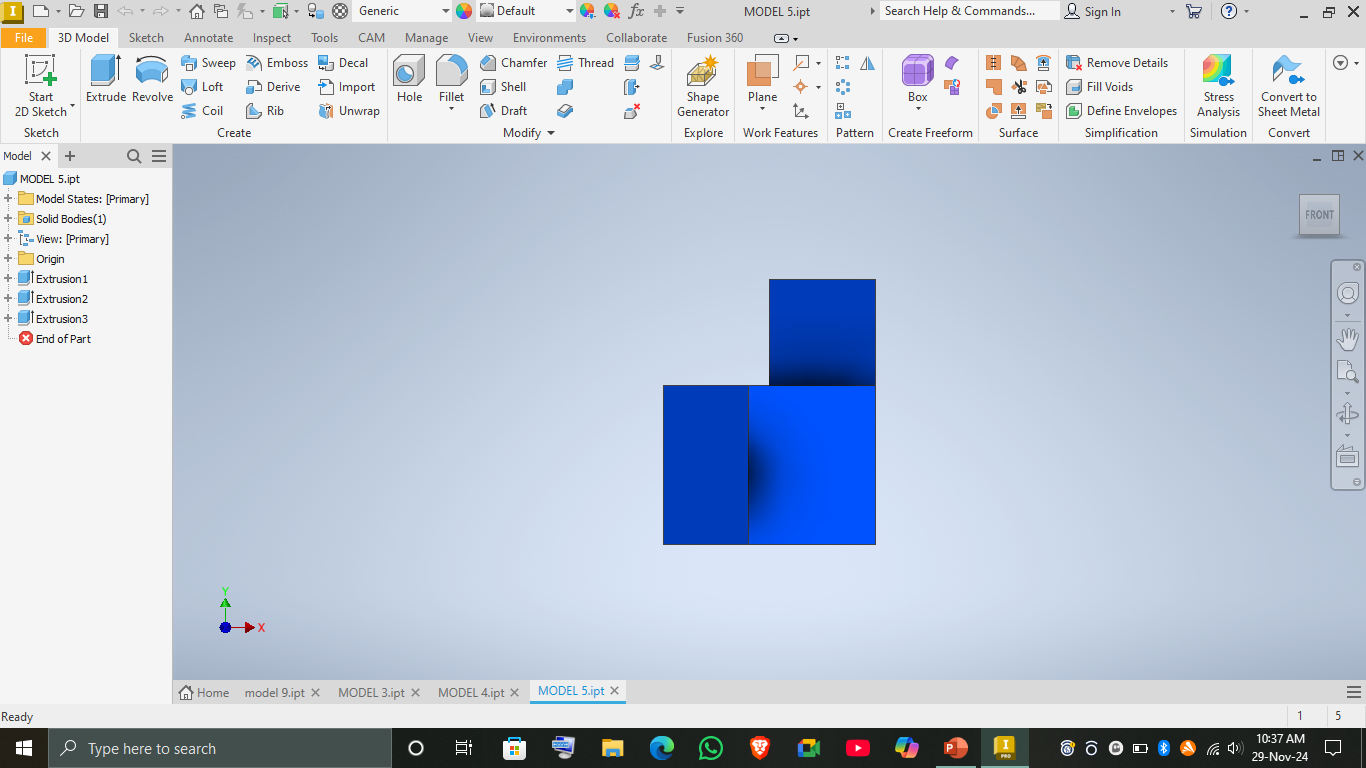 I PRO Generic Default fx MODEL 5.ipt Search Help & Commands... Sign In ?
File 3D Model Sketch Annotate Inspect Tools CAM Manage View Environments Collaborate Fusion 360
Start 2D Sketch
Extrude Revolve
Sweep Emboss Decal
Loft Derive Import
Coil Rib Unwrap
Hole Fillet
Chamfer Thread
Shell
Draft
Shape Generator
Plane
Box
Remove Details
Fill Voids
Define Envelopes
Stress Analysis
Convert to Sheet Metal
Sketch Create Modify Explore Work Features Pattern Create Freeform Surface Simplification Simulation Convert
Model
MODEL 5.ipt
Model States: [Primary]
Solid Bodies(1)
View: [Primary]
Origin
Extrusion1
Extrusion2
Extrusion3
End of Part
FRONT
Y
X
Home model 9.ipt MODEL 3.ipt MODEL 4.ipt MODEL 5.ipt
Ready 1 5
Type here to search
10:37 AM
29-Nov-24